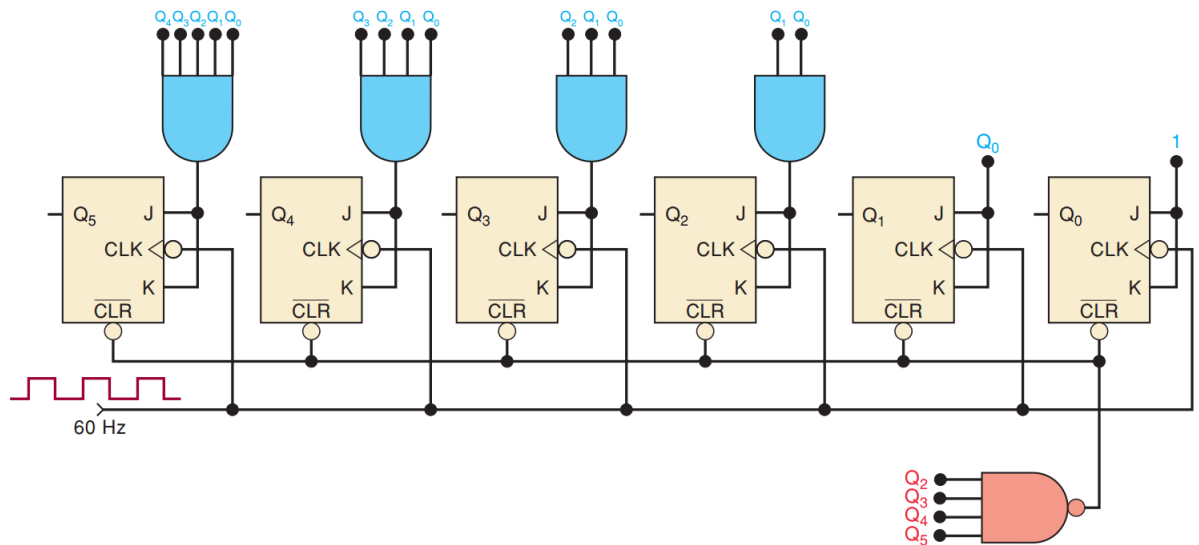 Q4 Q3 Q2 Q1 Q0
Q3 Q2 Q1 Q0
Q2 Q1 Q0
Q1 Q0
Q0
1
Q5 J
CLK
K
CLR
Q4 J
CLK
K
CLR
Q3 J
CLK
K
CLR
Q2 J
CLK
K
CLR
Q1 J
CLK
K
CLR
Q0 J
CLK
K
CLR
60 Hz
Q2
Q3
Q4
Q5